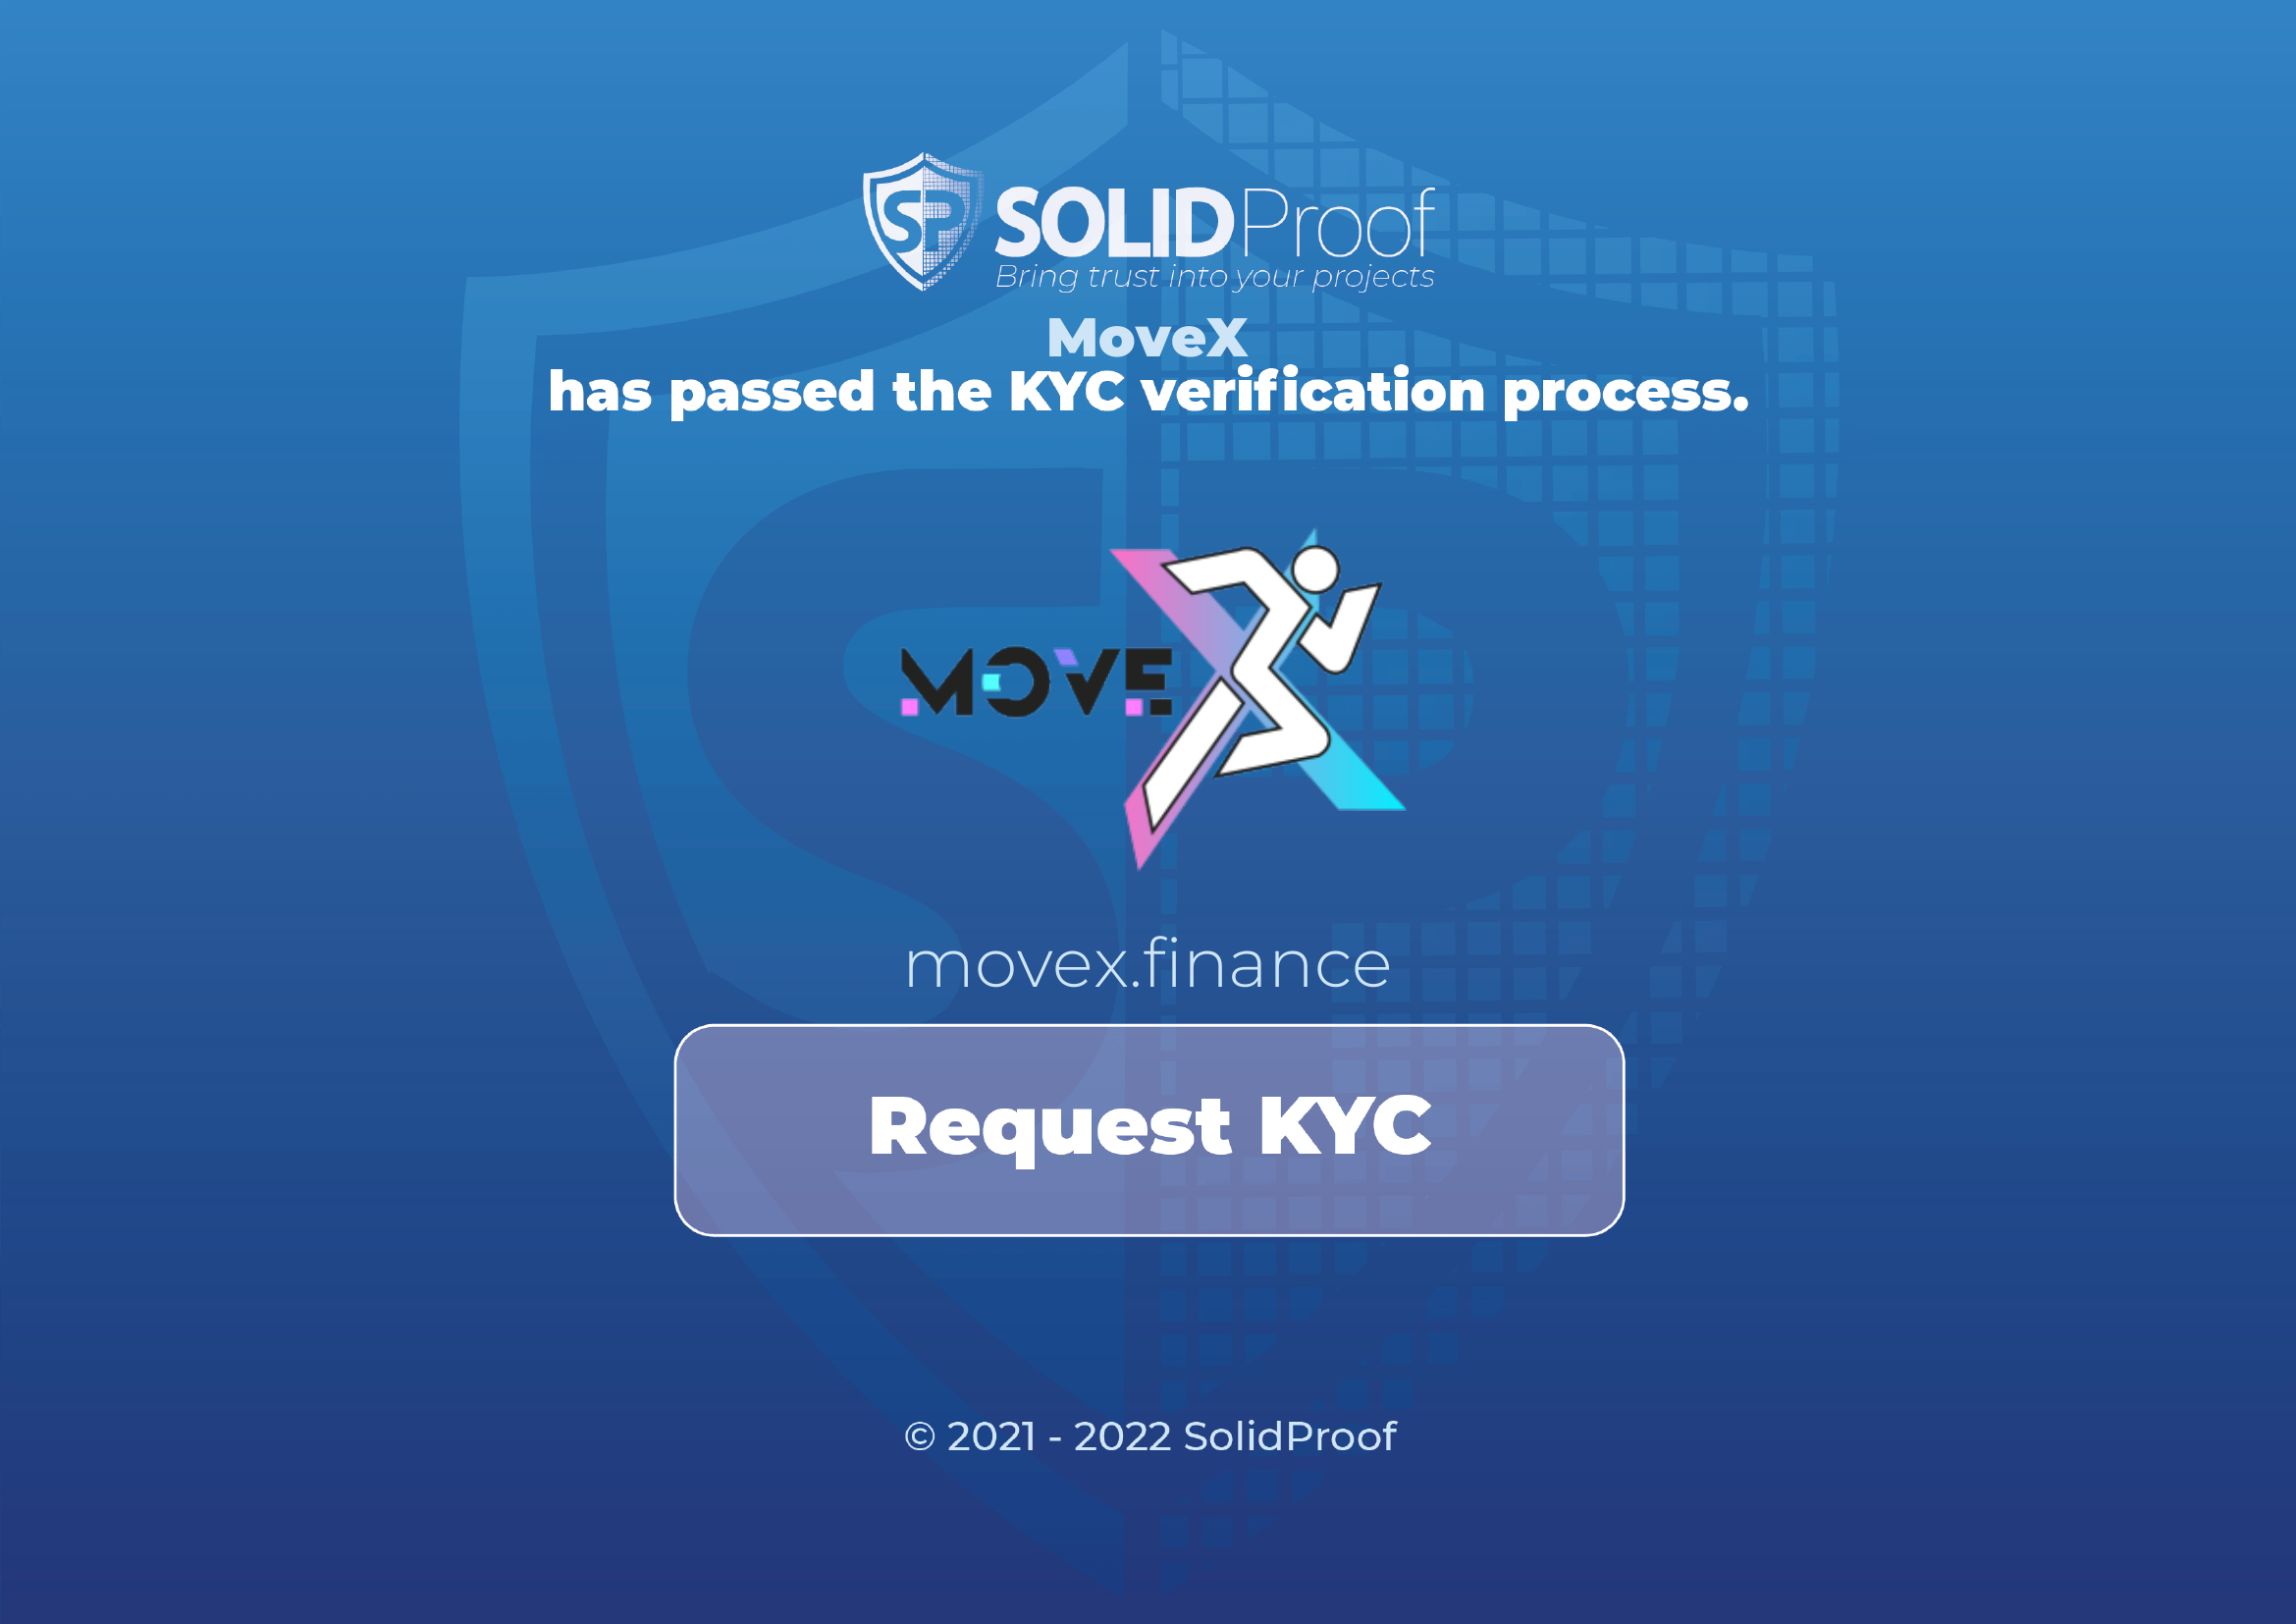 SP SOLIDProof
Bring trust into your projects
MoveX
has passed the KYC verification process.
MOVEX
movex.finance
Request KYC
© 2021 - 2022 SolidProof